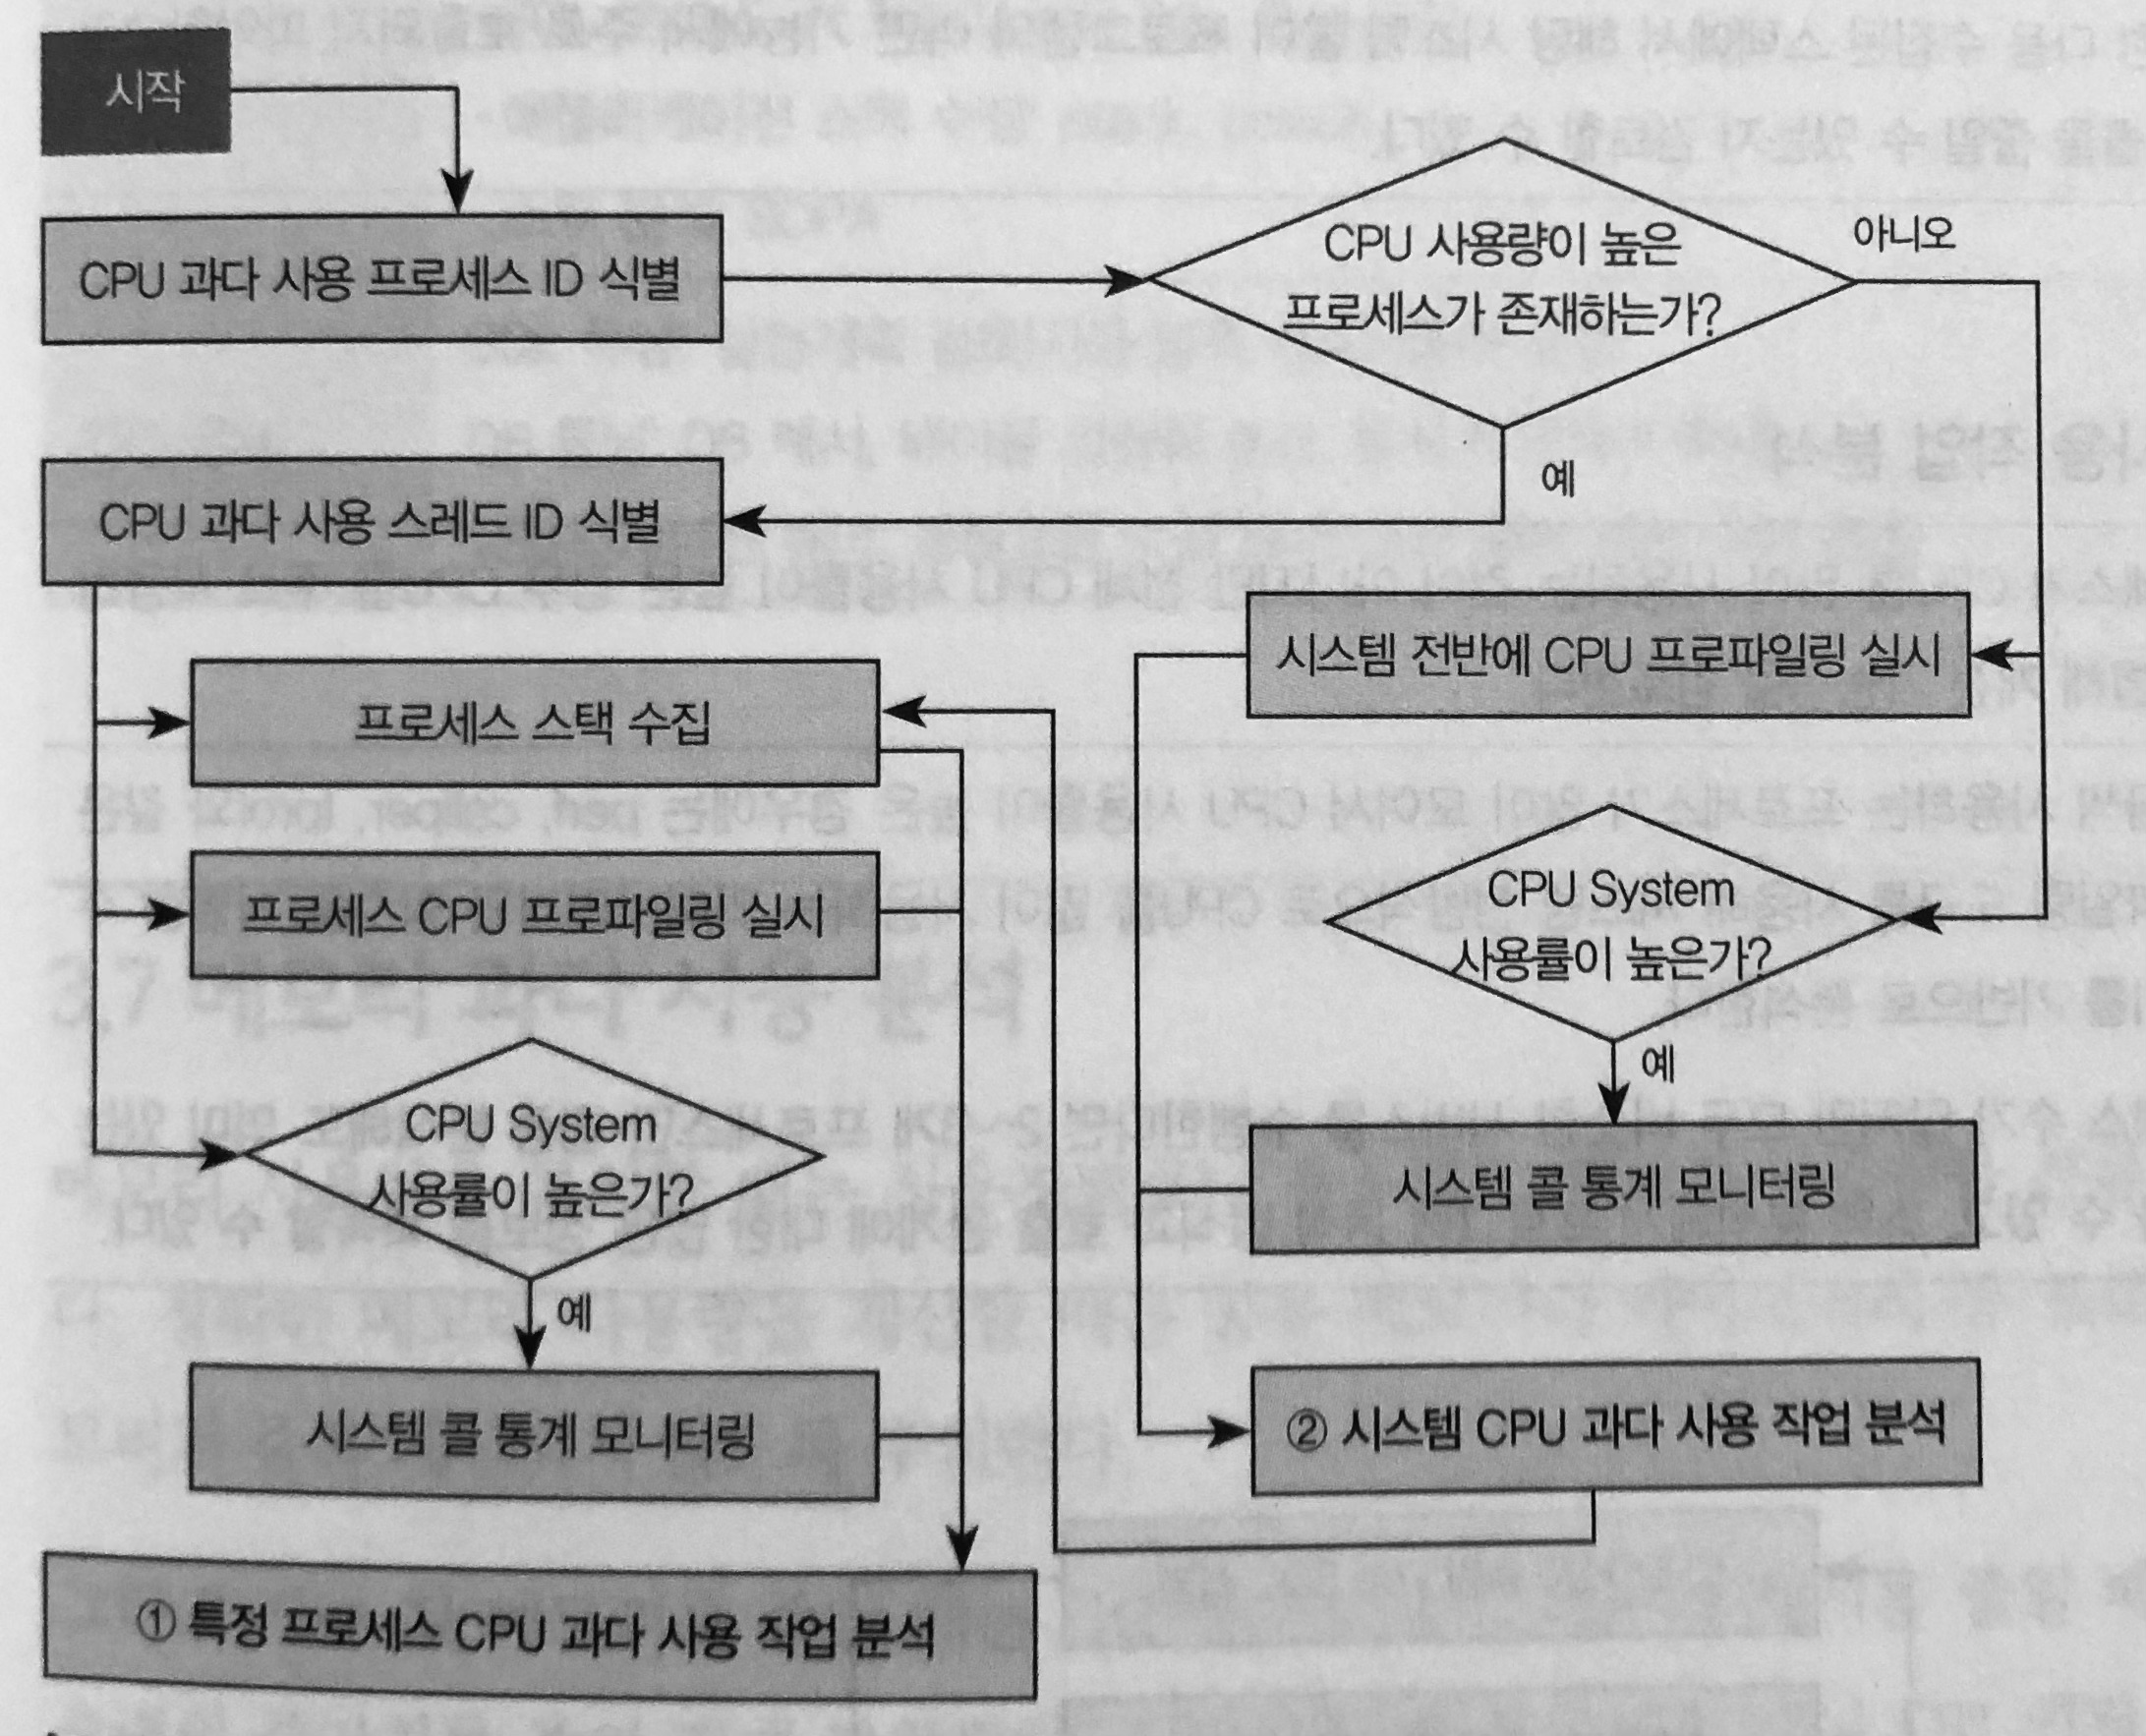 시작
CPU 과다 사용 프로세스 ID 식별
CPU 사용량이 높은
프로세스가 존재하는가?
아니오
예
CPU 과다 사용 스레드 ID 식별
시스템 전반에 CPU 프로파일링 실시
프로세스 스택 수집
프로세스 CPU 프로파일링 실시
CPU System
사용률이 높은가?
예
시스템 콜 통계 모니터링
CPU System
사용률이 높은가?
예
시스템 콜 통계 모니터링
② 시스템 CPU 과다 사용 작업 분석
① 특정 프로세스 CPU 과다 사용 작업 분석